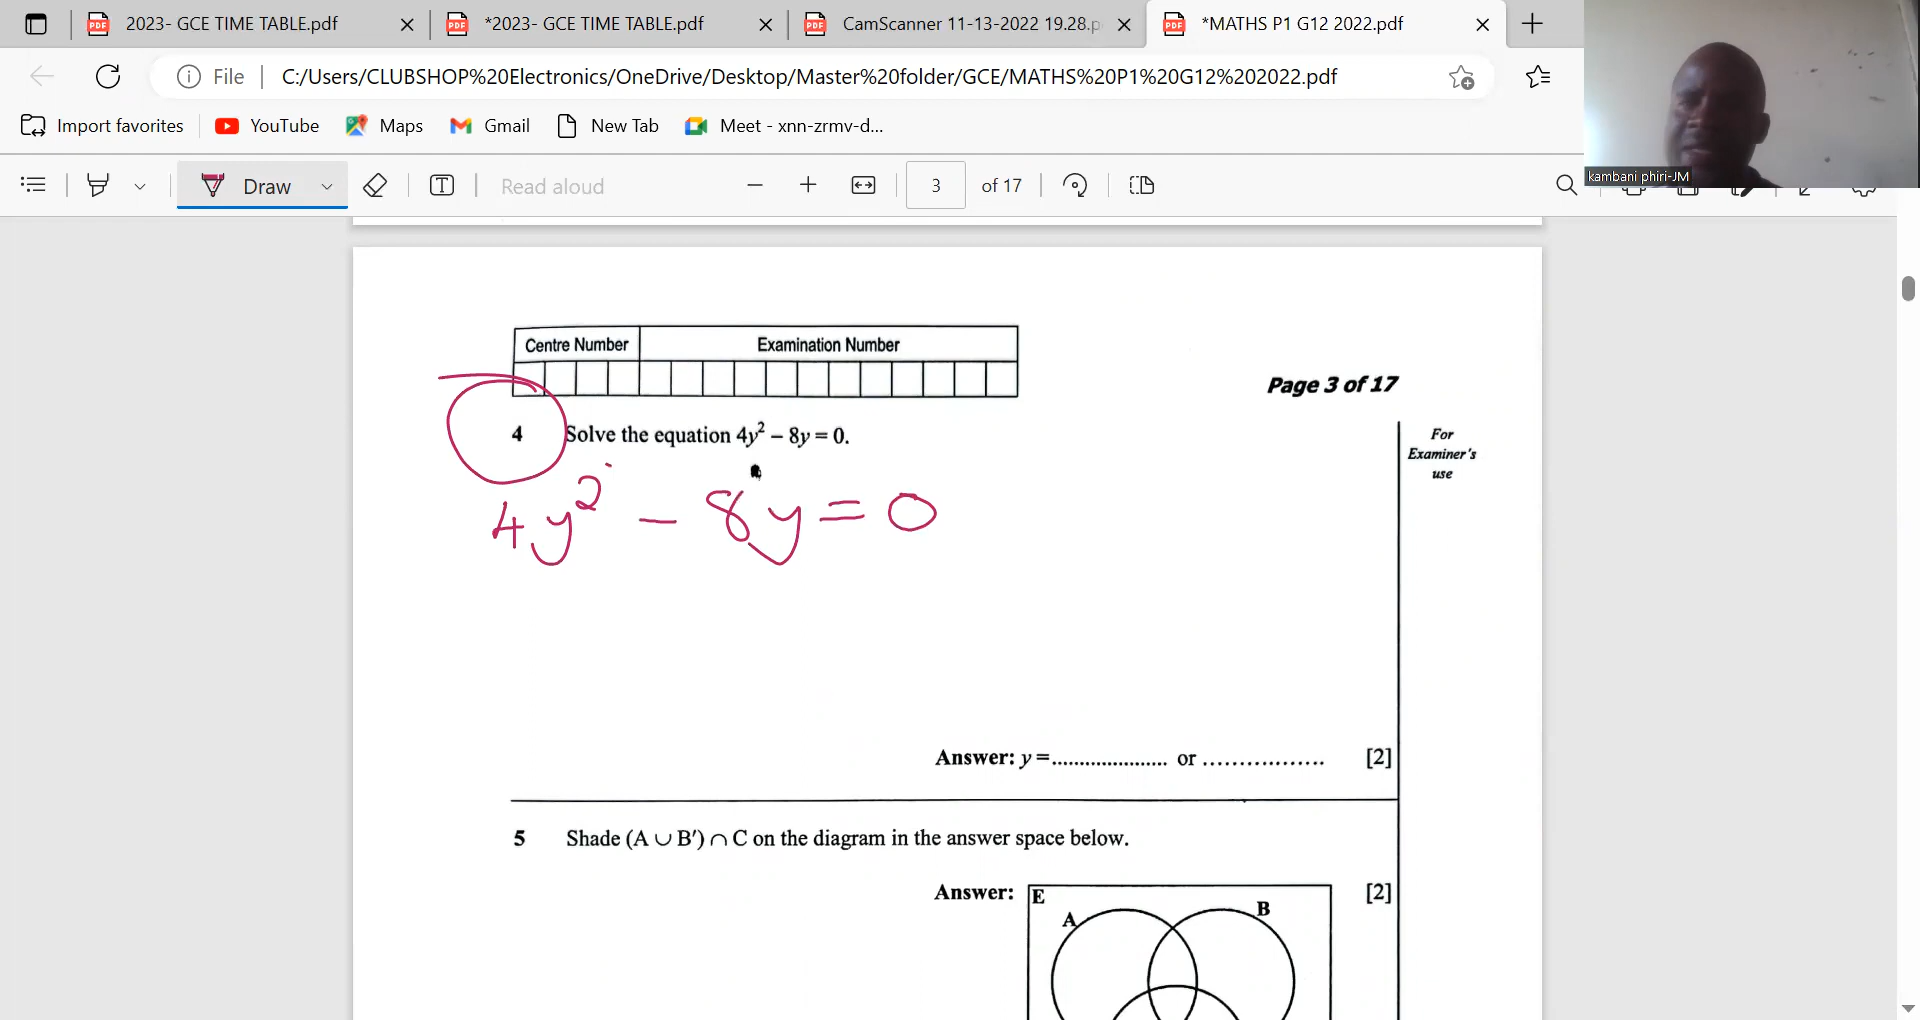 2023- GCE TIME TABLE.pdf
*2023- GCE TIME TABLE.pdf
CamScanner 11-13-2022 19.28.p
*MATHS P1 G12 2022.pdf
File
C:/Users/CLUBSHOP%20Electronics/OneDrive/Desktop/Master%20folder/GCE/MATHS%20P1%20G12%202022.pdf
Import favorites
YouTube
Maps
Gmail
New Tab
Meet - xnn-zrmv-d...
Draw
Read aloud
3
of 17
kambani phiri-JM
Centre Number
Examination Number
Page 3 of 17
4 Solve the equation 4y² – 8y = 0.
For
Examiner's
use
4y² – 8y = 0
Answer: y =...................... or ................. [2]
5 Shade (A ∪ B′) ∩ C on the diagram in the answer space below.
Answer:
E
[2]
A
B